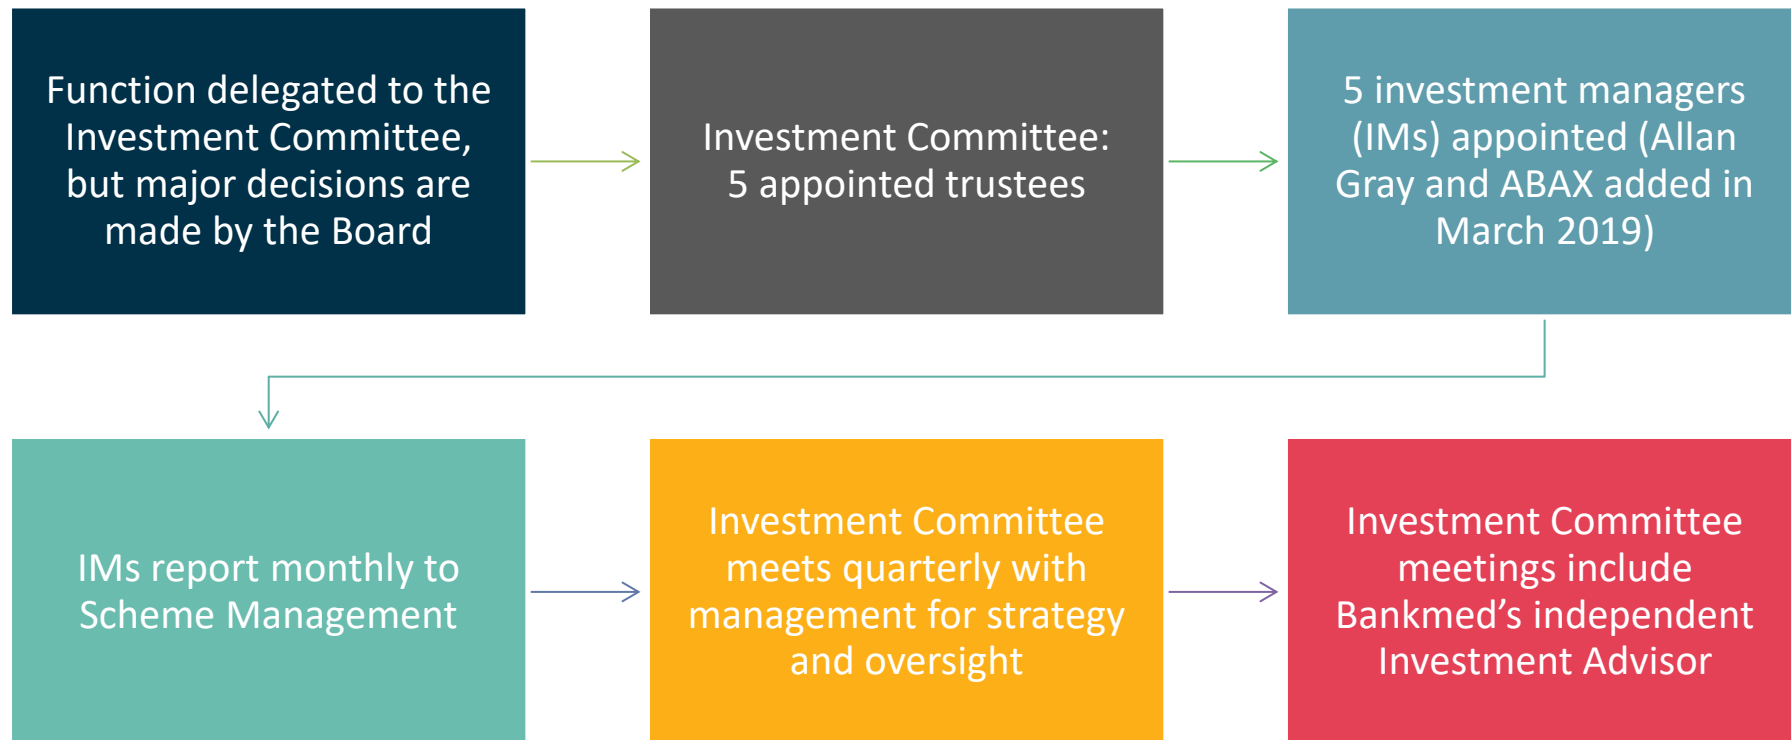 Function delegated to the
Investment Committee,
but major decisions are
made by the Board
Investment Committee:
5 appointed trustees
5 investment managers
(IMs) appointed (Allan
Gray and ABAX added in
March 2019)
IMs report monthly to
Scheme Management
Investment Committee
meets quarterly with
management for strategy
and oversight
Investment Committee
meetings include
Bankmed’s independent
Investment Advisor